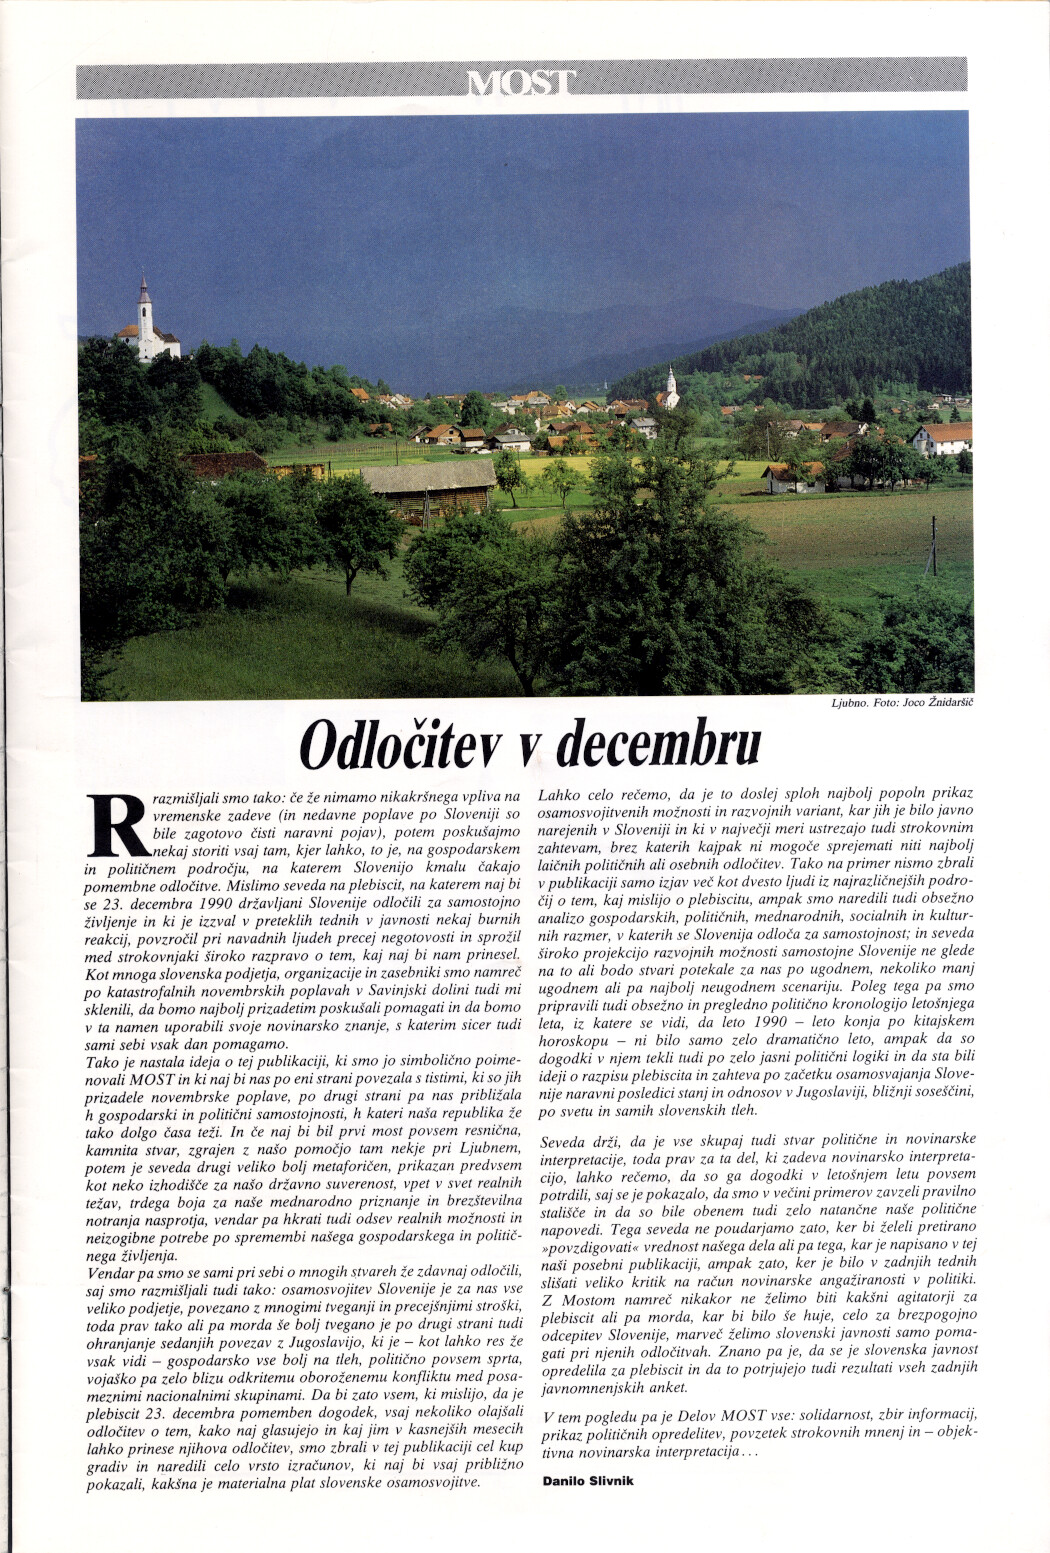 MOST
Ljubno. Foto: Joco Žnidaršič
Odločitev v decembru
Razmišljali smo tako: če že nimamo nikakršnega vpliva na
vremenske zadeve (in nedavne poplave po Sloveniji so
bile zagotovo čisti naravni pojav), potem poskušajmo
nekaj storiti vsaj tam, kjer lahko, to je, na gospodarskem
in političnem področju, na katerem Slovenijo kmalu čakajo
pomembne odločitve. Mislimo seveda na plebiscit, na katerem naj bi
se 23. decembra 1990 državljani Slovenije odločili za samostojno
življenje in ki je izzval v preteklih tednih v javnosti nekaj burnih
reakcij, povzročil pri navadnih ljudeh precej negotovosti in sprožil
med strokovnjaki široko razpravo o tem, kaj naj bi nam prinesel.
Kot mnoga slovenska podjetja, organizacije in zasebniki smo namreč
po katastrofalnih novembrskih poplavah v Savinjski dolini tudi mi
sklenili, da bomo najbolj prizadetim poskušali pomagati in da bomo
v ta namen uporabili svoje novinarsko znanje, s katerim sicer tudi
sami sebi vsak dan pomagamo.
Tako je nastala ideja o tej publikaciji, ki smo jo simbolično poime-
novali MOST in ki naj bi nas po eni strani povezala s tistimi, ki so jih
prizadele novembrske poplave, po drugi strani pa nas približala
h gospodarski in politični samostojnosti, h kateri naša republika že
tako dolgo časa teži. In če naj bi bil prvi most povsem resnična,
kamnita stvar, zgrajen z našo pomočjo tam nekje pri Ljubnem,
potem je seveda drugi veliko bolj metaforičen, prikazan predvsem
kot neko izhodišče za našo državno suverenost, vpet v svet realnih
težav, trdega boja za naše mednarodno priznanje in brezštevilna
notranja nasprotja, vendar pa hkrati tudi odsev realnih možnosti in
neizogibne potrebe po spremembi našega gospodarskega in politič-
nega življenja.
Vendar pa smo se sami pri sebi o mnogih stvareh že zdavnaj odločili,
saj smo razmišljali tudi tako: osamosvojitev Slovenije je za nas vse
veliko podjetje, povezano z mnogimi tveganji in precejšnjimi stroški,
toda prav tako ali pa morda še bolj tvegano je po drugi strani tudi
ohranjanje sedanjih povezav z Jugoslavijo, ki je – kot lahko res že
vsak vidi – gospodarsko vse bolj na tleh, politično povsem sprta,
vojaško pa zelo blizu odkritemu oboroženemu konfliktu med posa-
meznimi nacionalnimi skupinami. Da bi zato vsem, ki mislijo, da je
plebiscit 23. decembra pomemben dogodek, vsaj nekoliko olajšali
odločitev o tem, kako naj glasujejo in kaj jim v kasnejših mesecih
lahko prinese njihova odločitev, smo zbrali v tej publikaciji cel kup
gradiv in naredili celo vrsto izračunov, ki naj bi vsaj približno
pokazali, kakšna je materialna plat slovenske osamosvojitve.
Lahko celo rečemo, da je to doslej sploh najbolj popoln prikaz
osamosvojitvenih možnosti in razvojnih variant, kar jih je bilo javno
narejenih v Sloveniji in ki v največji meri ustrezajo tudi strokovnim
zahtevam, brez katerih kajpak ni mogoče sprejemati niti najbolj
laičnih političnih ali osebnih odločitev. Tako na primer nismo zbrali
v publikaciji samo izjav več kot dvesto ljudi iz najrazličnejših podro-
čij o tem, kaj mislijo o plebiscitu, ampak smo naredili tudi obsežno
analizo gospodarskih, političnih, mednarodnih, socialnih in kultur-
nih razmer, v katerih se Slovenija odloča za samostojnost; in seveda
široko projekcijo razvojnih možnosti samostojne Slovenije ne glede
na to ali bodo stvari potekale za nas po ugodnem, nekoliko manj
ugodnem ali pa najbolj neugodnem scenariju. Poleg tega pa smo
pripravili tudi obsežno in pregledno politično kronologijo letošnjega
leta, iz katere se vidi, da leto 1990 – leto konja po kitajskem
horoskopu – ni bilo samo zelo dramatično leto, ampak da so
dogodki v njem tekli tudi po zelo jasni politični logiki in da sta bili
ideji o razpisu plebiscita in zahteva po začetku osamosvajanja Slove-
nije naravni posledici stanj in odnosov v Jugoslaviji, bližnji soseščini,
po svetu in samih slovenskih tleh.
Seveda drži, da je vse skupaj tudi stvar politične in novinarske
interpretacije, toda prav za ta del, ki zadeva novinarsko interpreta-
cijo, lahko rečemo, da so ga dogodki v letošnjem letu povsem
potrdili, saj se je pokazalo, da smo v večini primerov zavzeli pravilno
stališče in da so bile obenem tudi zelo natančne naše politične
napovedi. Tega seveda ne poudarjamo zato, ker bi želeli pretirano
»povzdigovati« vrednost našega dela ali pa tega, kar je napisano v tej
naši posebni publikaciji, ampak zato, ker je bilo v zadnjih tednih
slišati veliko kritik na račun novinarske angažiranosti v politiki.
Z Mostom namreč nikakor ne želimo biti kakšni agitatorji za
plebiscit ali pa morda, kar bi bilo še huje, celo za brezpogojno
odcepitev Slovenije, marveč želimo slovenski javnosti samo poma-
gati pri njenih odločitvah. Znano pa je, da se je slovenska javnost
opredelila za plebiscit in da to potrjujejo tudi rezultati vseh zadnjih
javnomnenjskih anket.
V tem pogledu pa je Delov MOST vse: solidarnost, zbir informacij,
prikaz političnih opredelitev, povzetek strokovnih mnenj in – objek-
tivna novinarska interpretacija...
Danilo Slivnik